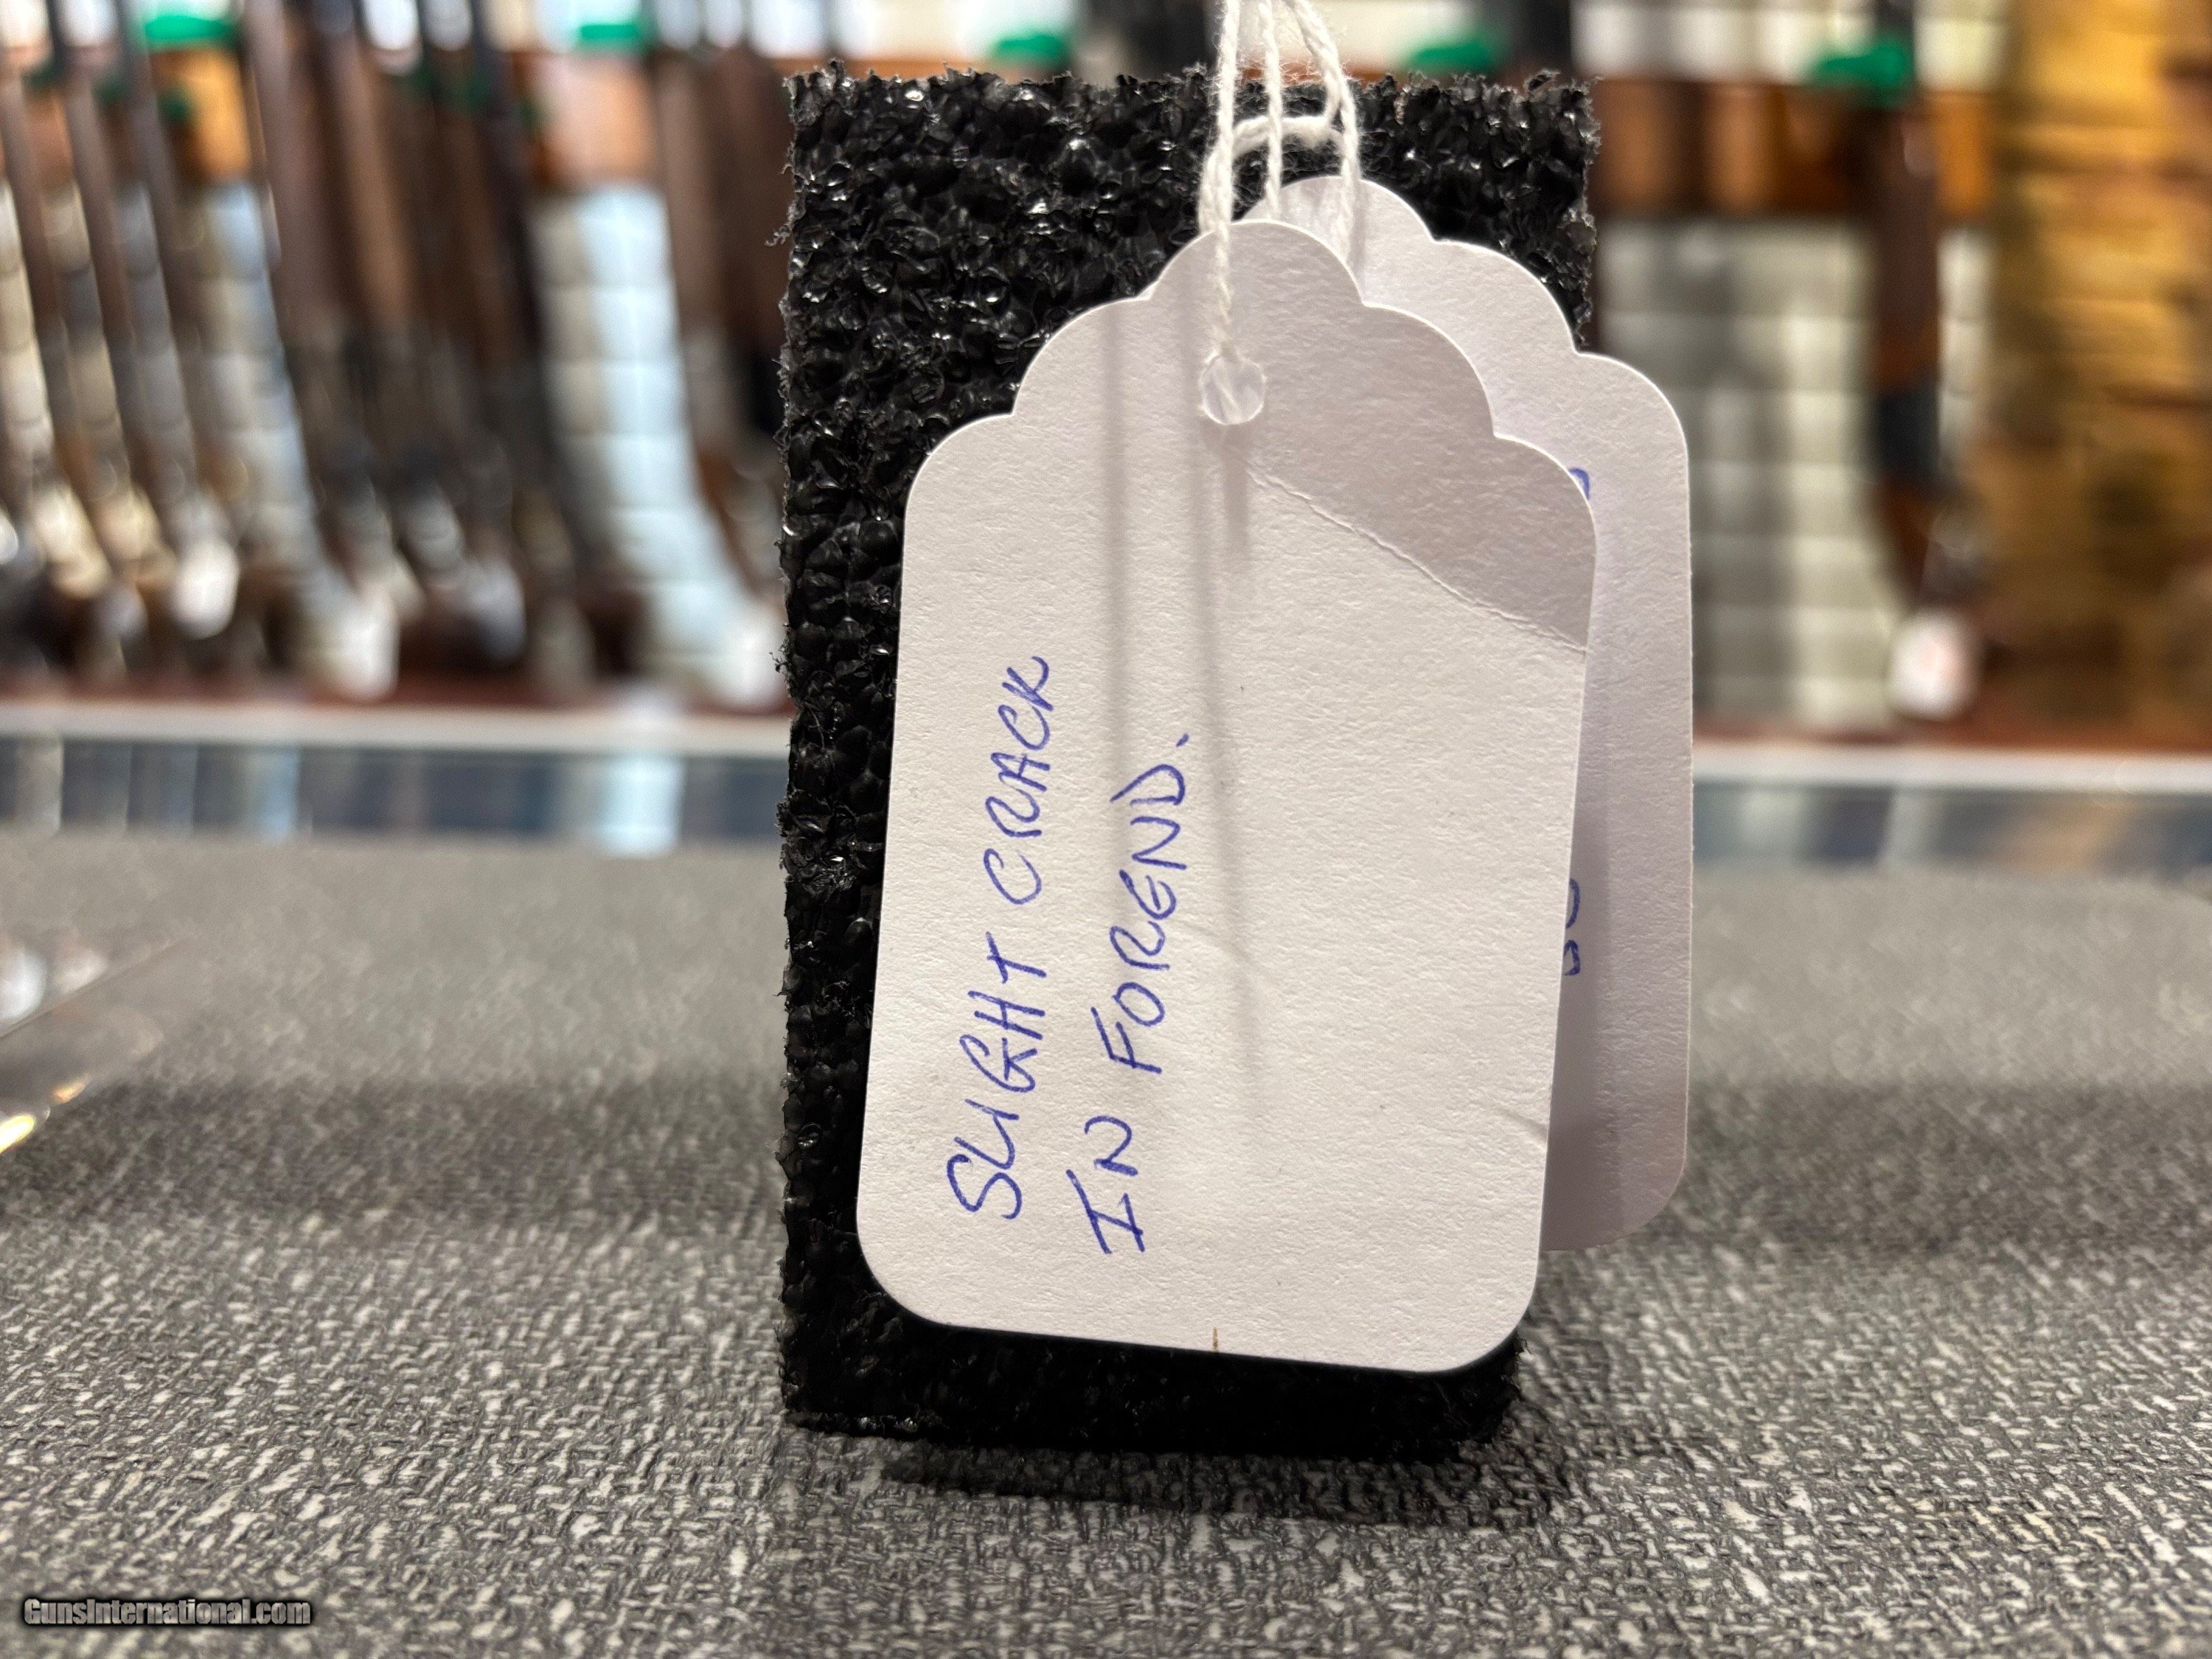 SLIGHT CRACK
IN FOREND.
GunsInternational.com